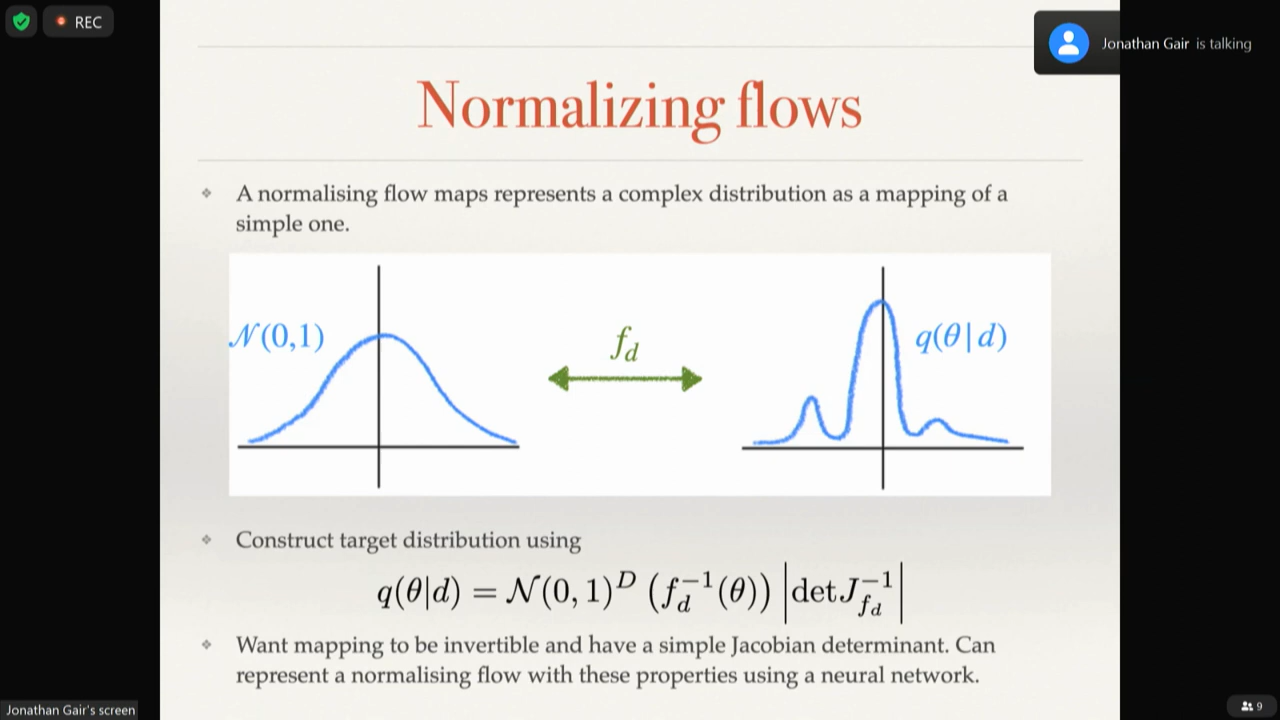 REC
Jonathan Gair is talking
Normalizing flows
❖ A normalising flow maps represents a complex distribution as a mapping of a
simple one.
𝒩(0,1)
f_d
q(θ|d)
❖ Construct target distribution using
q(θ|d) = 𝒩(0, 1)^D (f_d^{-1}(θ)) |det J_{f_d}^{-1}|
❖ Want mapping to be invertible and have a simple Jacobian determinant. Can
represent a normalising flow with these properties using a neural network.
Jonathan Gair's screen
9